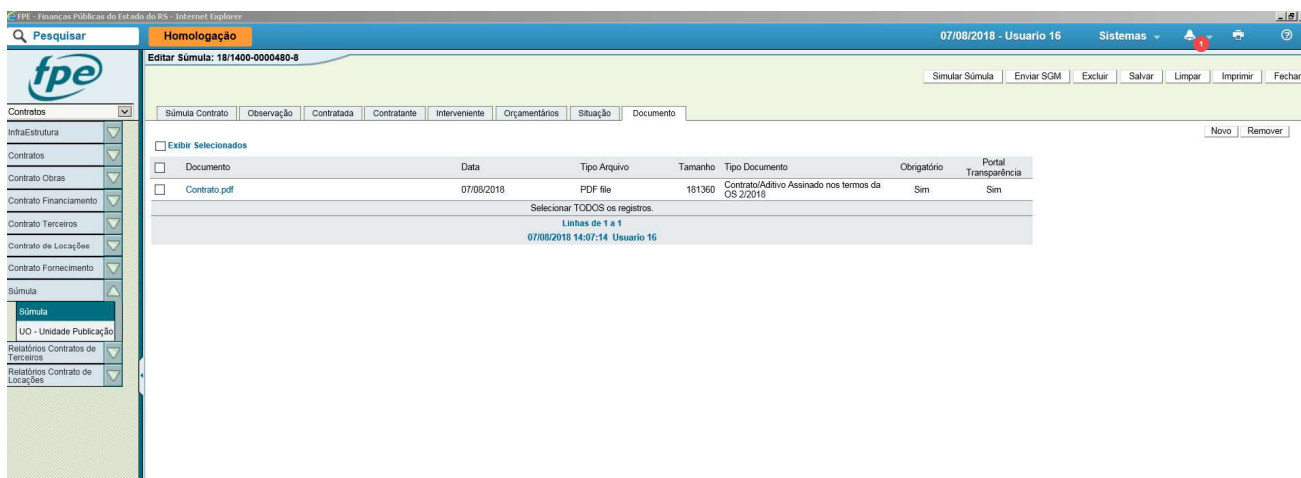 FPE - Finanças Públicas do Estado do RS - Internet Explorer
Pesquisar
Homologação
07/08/2018 - Usuario 16
Sistemas
1
fpe
Editar Súmula: 18/1400-0000480-8
Simular Súmula
Enviar SGM
Excluir
Salvar
Limpar
Imprimir
Fechar
Contratos
Súmula Contrato
Observação
Contratada
Contratante
Interveniente
Orçamentários
Situação
Documento
Novo
Remover
InfraEstrutura
Contratos
Contrato Obras
Contrato Financiamento
Contrato Terceiros
Contrato de Locações
Contrato Fornecimento
Súmula
Súmula
UO - Unidade Publicação
Relatórios Contratos de
Terceiros
Relatórios Contrato de
Locações
Exibir Selecionados
Documento Data Tipo Arquivo Tamanho Tipo Documento Obrigatório Portal
Transparência
Contrato.pdf 07/08/2018 PDF file 181360 Contrato/Aditivo Assinado nos termos da
OS 2/2018 Sim Sim
Selecionar TODOS os registros.
Linhas de 1 a 1
07/08/2018 14:07:14 Usuario 16